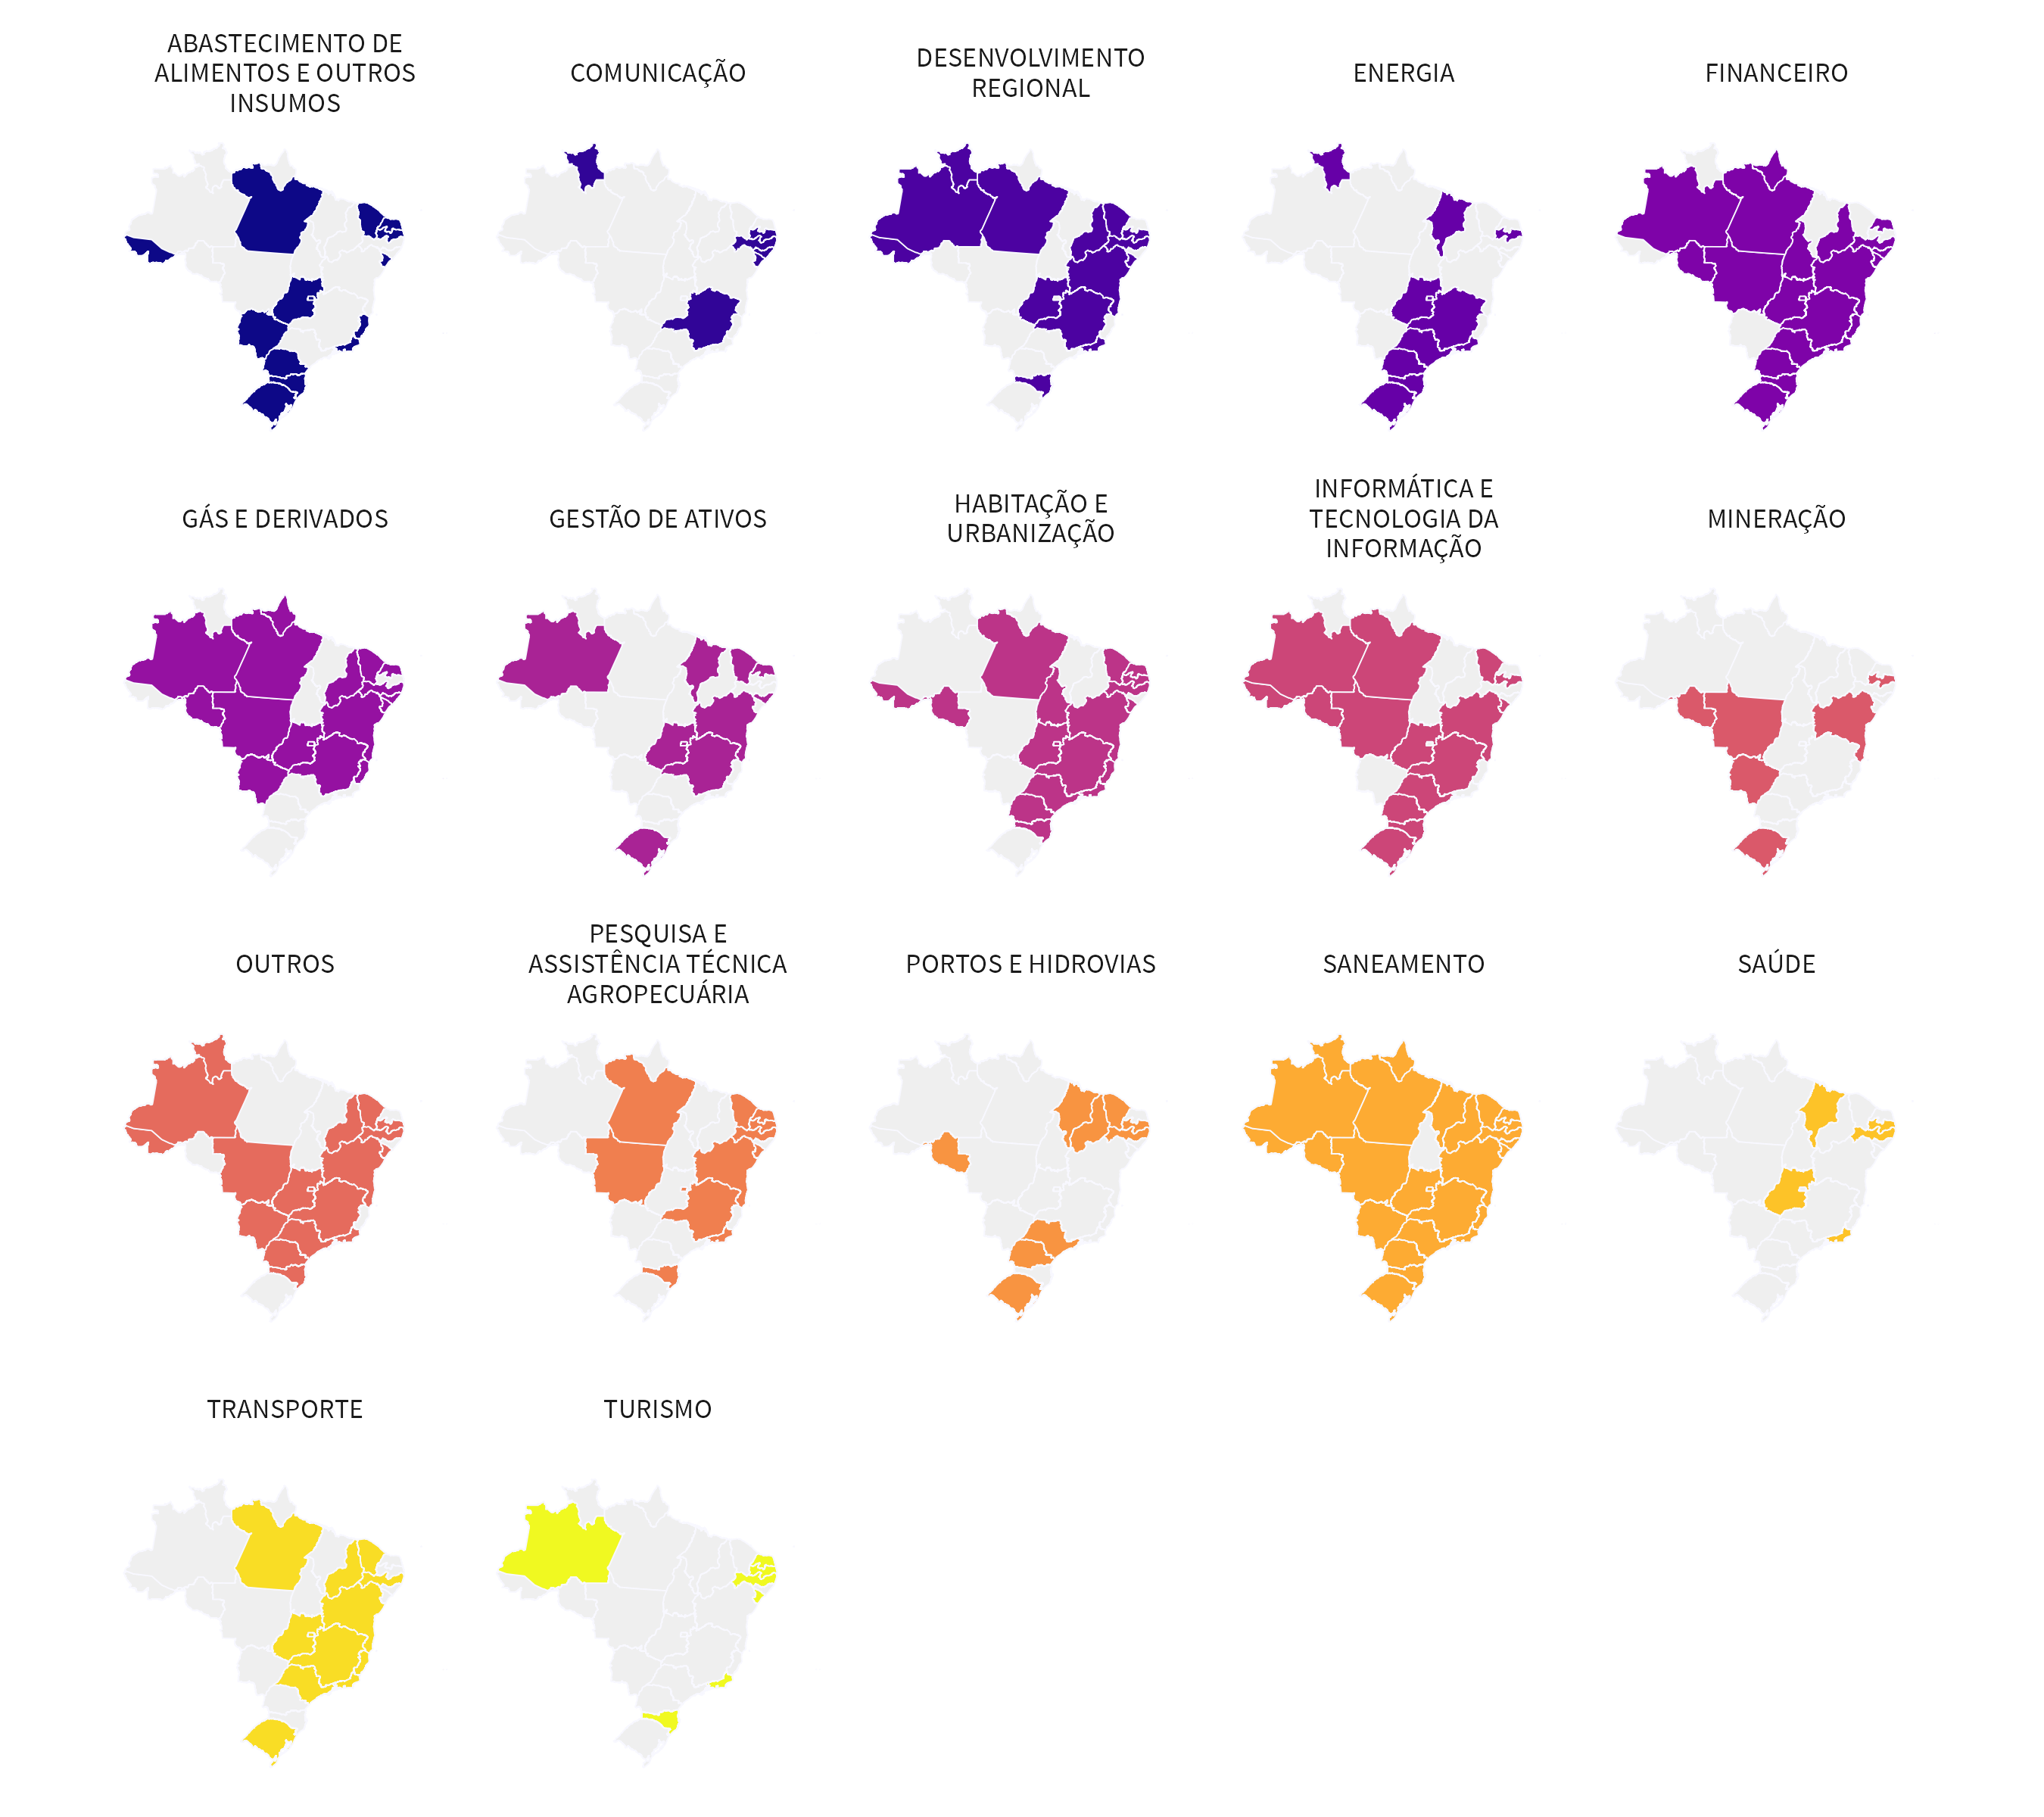 ABASTECIMENTO DE
ALIMENTOS E OUTROS
INSUMOS
COMUNICAÇÃO
DESENVOLVIMENTO
REGIONAL
ENERGIA
FINANCEIRO
GÁS E DERIVADOS
GESTÃO DE ATIVOS
HABITAÇÃO E
URBANIZAÇÃO
INFORMÁTICA E
TECNOLOGIA DA
INFORMAÇÃO
MINERAÇÃO
OUTROS
PESQUISA E
ASSISTÊNCIA TÉCNICA
AGROPECUÁRIA
PORTOS E HIDROVIAS
SANEAMENTO
SAÚDE
TRANSPORTE
TURISMO